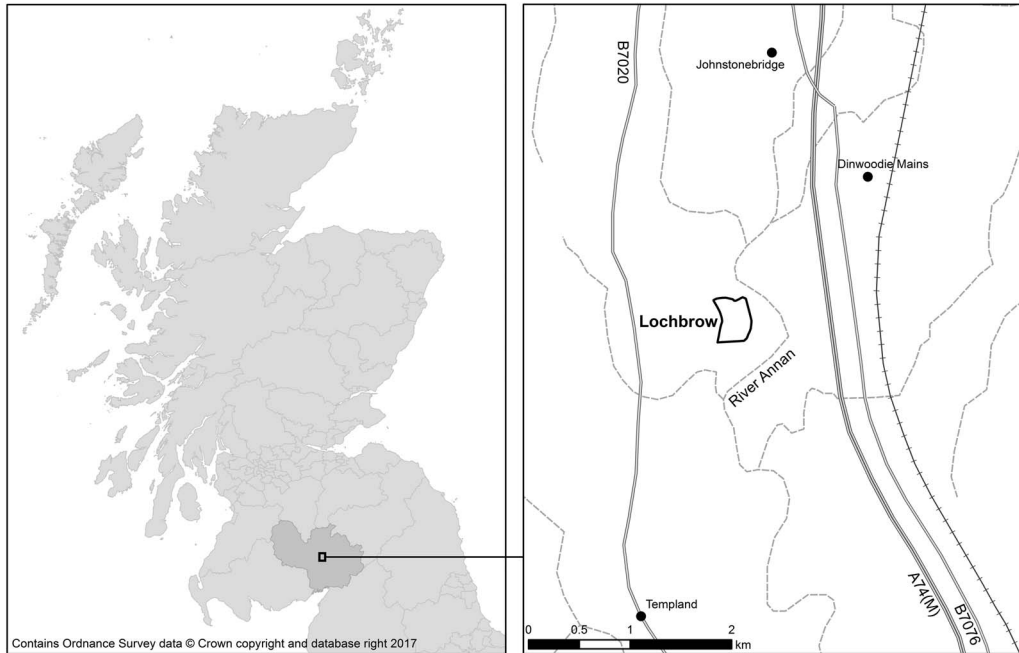 Contains Ordnance Survey data © Crown copyright and database right 2017
B7020
Johnstonebridge
Dinwoodie Mains
Lochbrow
River Annan
Templand
A74(M)
B7076
0 0.5 1 2
km